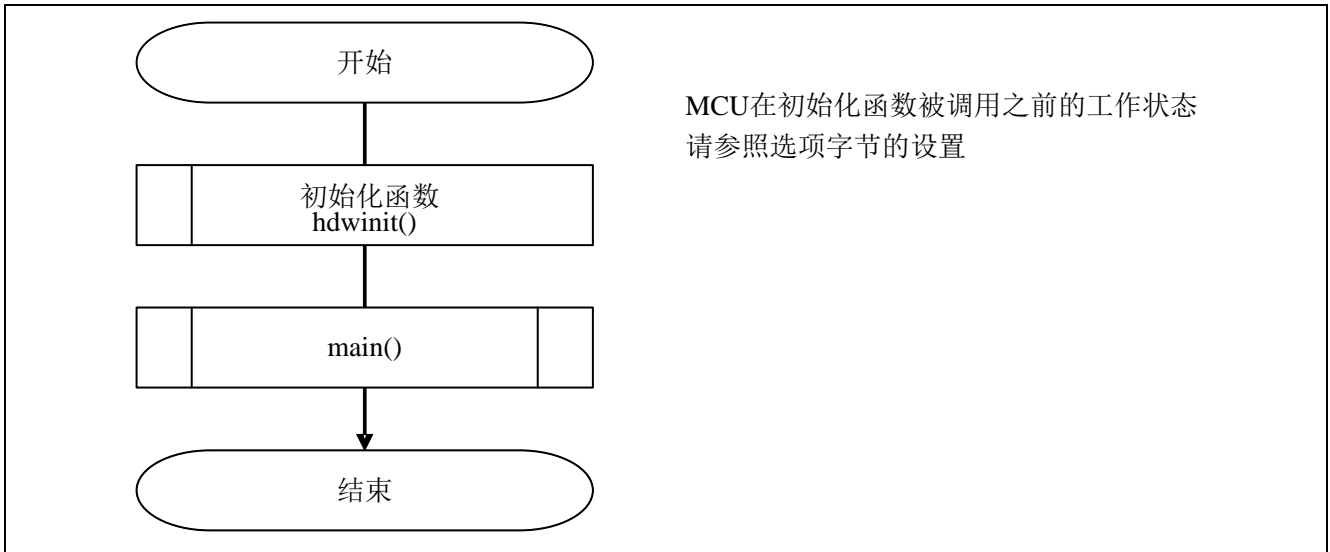 开始
MCU在初始化函数被调用之前的工作状态
请参照选项字节的设置
初始化函数
hdwinit()
main()
结束